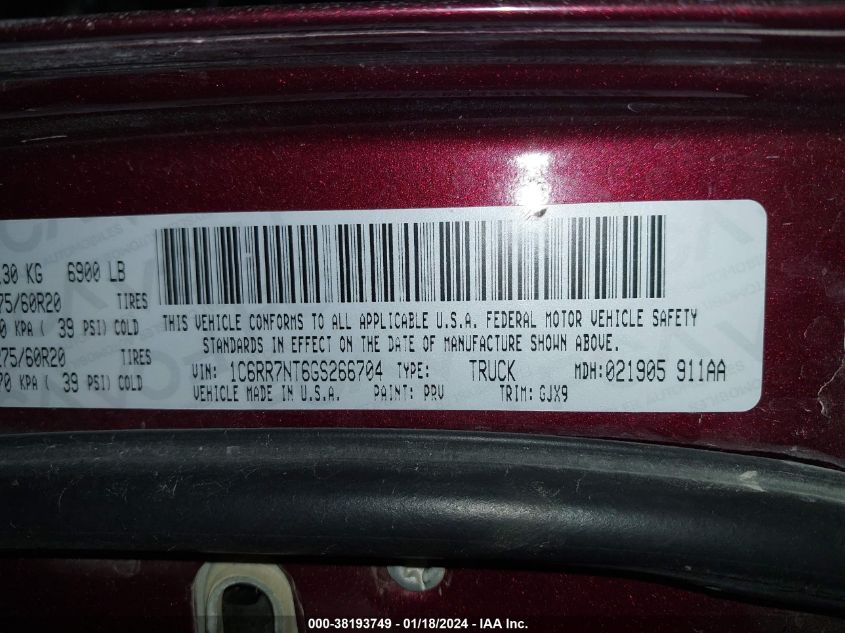 .30 KG 6900 LB
75/60R20 TIRES
0 KPA ( 39 PSI) COLD
275/60R20 TIRES
70 KPA ( 39 PSI) COLD
THIS VEHICLE CONFORMS TO ALL APPLICABLE U.S.A. FEDERAL MOTOR VEHICLE SAFETY
STANDARDS IN EFFECT ON THE DATE OF MANUFACTURE SHOWN ABOVE.
VIN: 1C6RR7NT6GS266704 TYPE: TRUCK MDH: 021905 911AA
VEHICLE MADE IN U.S.A. PAINT: PRV TRIM: GJX9
000-38193749 - 01/18/2024 - IAA Inc.